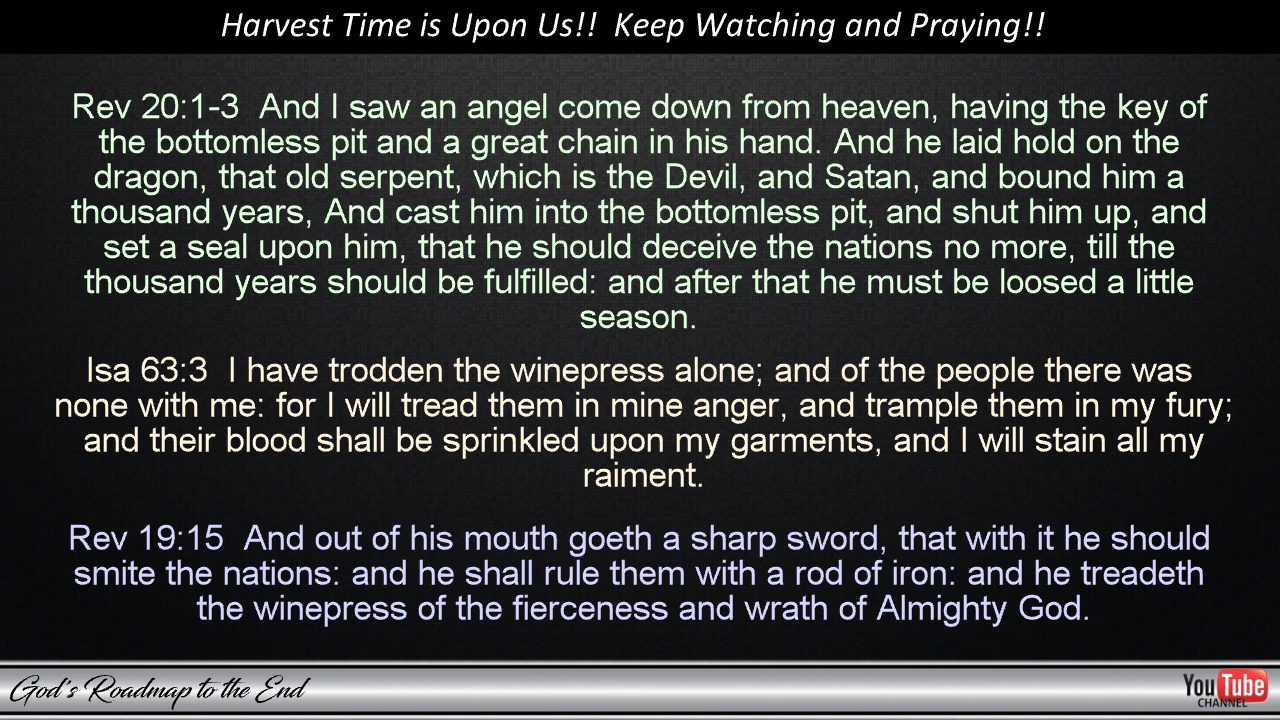 Harvest Time is Upon Us!!  Keep Watching and Praying!!
Rev 20:1-3  And I saw an angel come down from heaven, having the key of
the bottomless pit and a great chain in his hand. And he laid hold on the
dragon, that old serpent, which is the Devil, and Satan, and bound him a
thousand years, And cast him into the bottomless pit, and shut him up, and
set a seal upon him, that he should deceive the nations no more, till the
thousand years should be fulfilled: and after that he must be loosed a little
season.
Isa 63:3  I have trodden the winepress alone; and of the people there was
none with me: for I will tread them in mine anger, and trample them in my fury;
and their blood shall be sprinkled upon my garments, and I will stain all my
raiment.
Rev 19:15  And out of his mouth goeth a sharp sword, that with it he should
smite the nations: and he shall rule them with a rod of iron: and he treadeth
the winepress of the fierceness and wrath of Almighty God.
God's Roadmap to the End
YouTube
CHANNEL